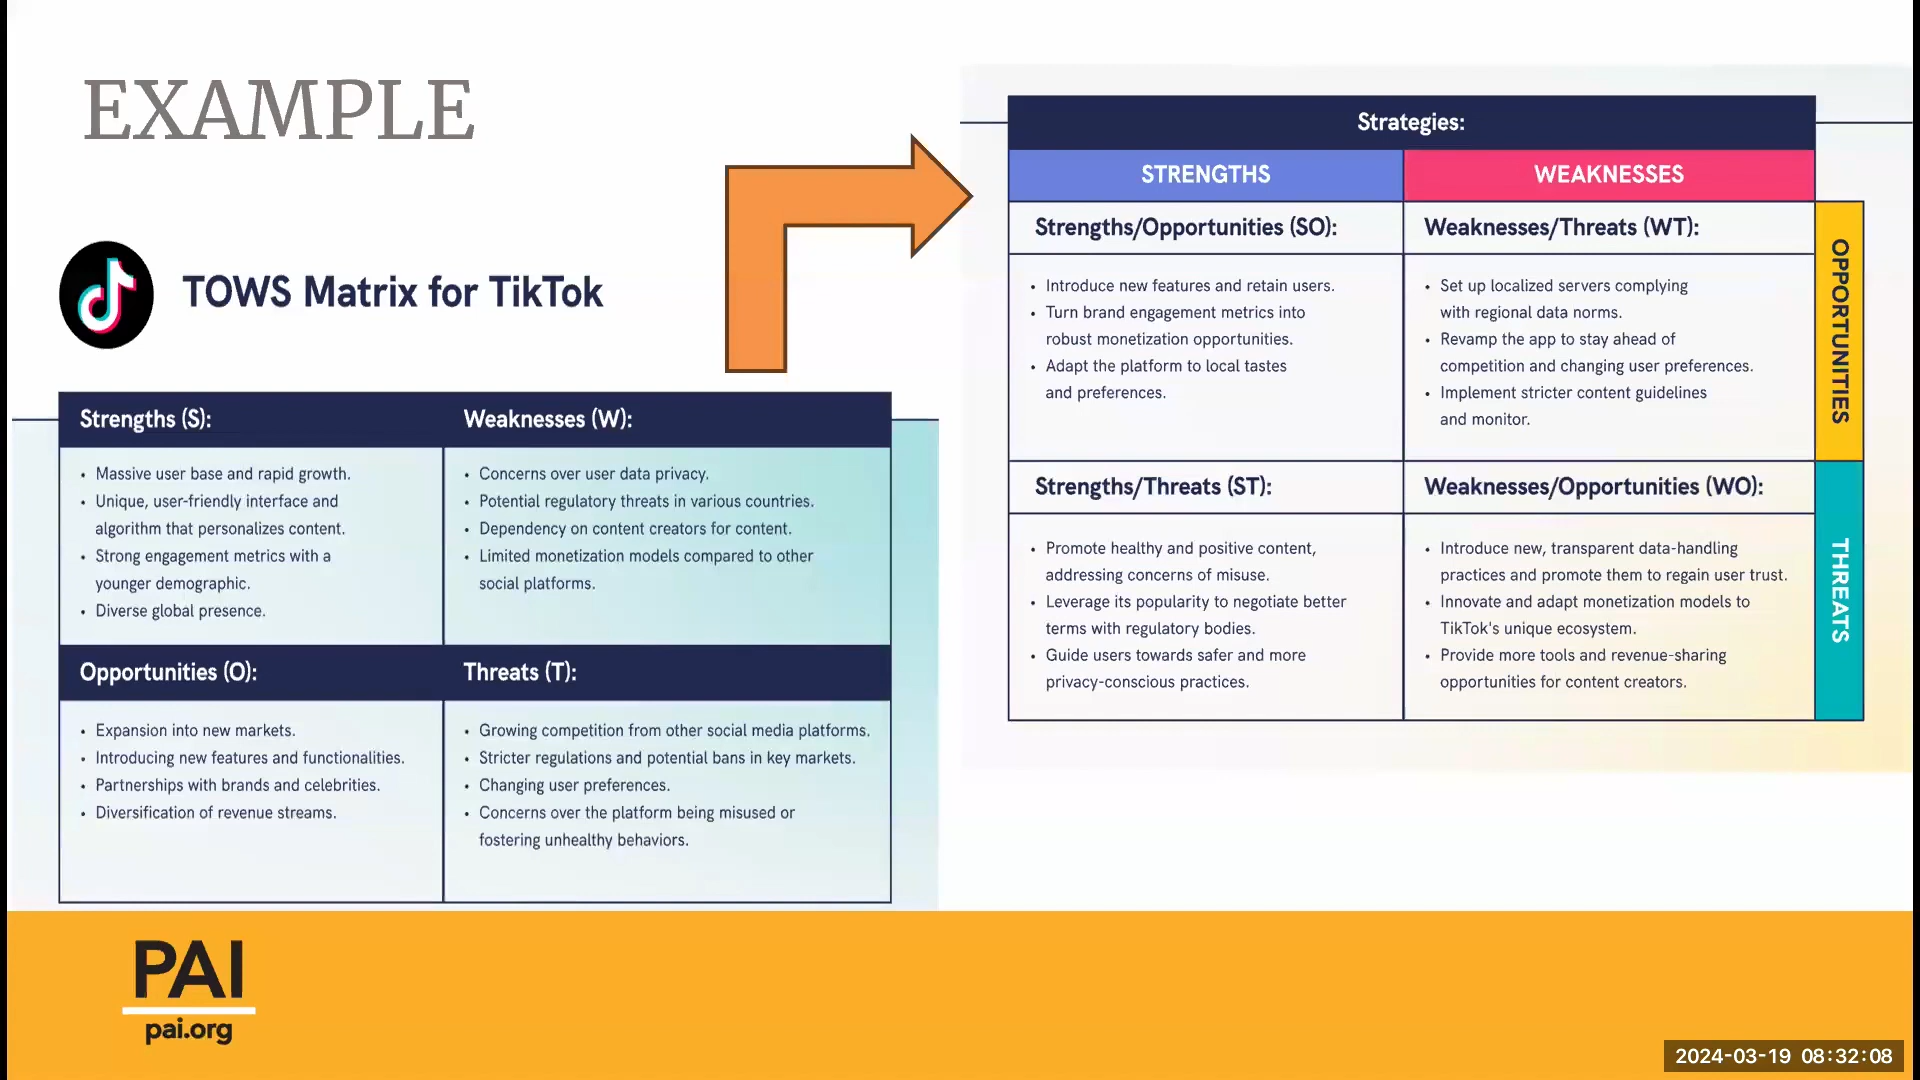 EXAMPLE
TOWS Matrix for TikTok
Strengths (S):
• Massive user base and rapid growth.
• Unique, user-friendly interface and
algorithm that personalizes content.
• Strong engagement metrics with a
younger demographic.
• Diverse global presence.
Weaknesses (W):
• Concerns over user data privacy.
• Potential regulatory threats in various countries.
• Dependency on content creators for content.
• Limited monetization models compared to other
social platforms.
Opportunities (O):
• Expansion into new markets.
• Introducing new features and functionalities.
• Partnerships with brands and celebrities.
• Diversification of revenue streams.
Threats (T):
• Growing competition from other social media platforms.
• Stricter regulations and potential bans in key markets.
• Changing user preferences.
• Concerns over the platform being misused or
fostering unhealthy behaviors.
Strategies:
STRENGTHS
WEAKNESSES
Strengths/Opportunities (SO):
• Introduce new features and retain users.
• Turn brand engagement metrics into
robust monetization opportunities.
• Adapt the platform to local tastes
and preferences.
Weaknesses/Threats (WT):
• Set up localized servers complying
with regional data norms.
• Revamp the app to stay ahead of
competition and changing user preferences.
• Implement stricter content guidelines
and monitor.
OPPORTUNITIES
Strengths/Threats (ST):
• Promote healthy and positive content,
addressing concerns of misuse.
• Leverage its popularity to negotiate better
terms with regulatory bodies.
• Guide users towards safer and more
privacy-conscious practices.
Weaknesses/Opportunities (WO):
• Introduce new, transparent data-handling
practices and promote them to regain user trust.
• Innovate and adapt monetization models to
TikTok's unique ecosystem.
• Provide more tools and revenue-sharing
opportunities for content creators.
THREATS
PAI
pai.org
2024-03-19 08:32:08